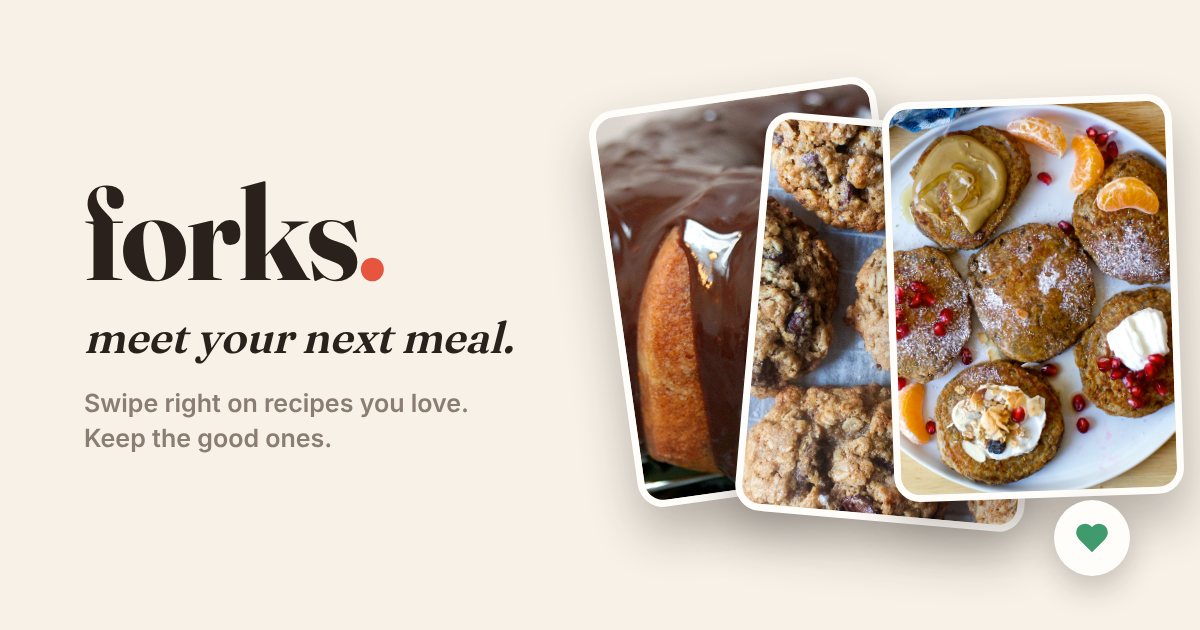 forks.
meet your next meal.
Swipe right on recipes you love.
Keep the good ones.